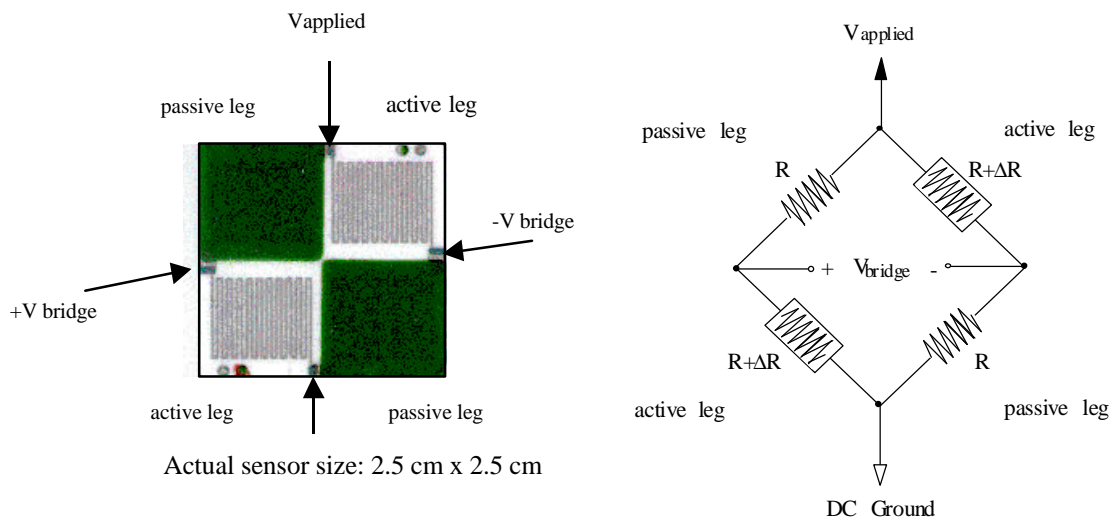 Vapplied
passive leg
active leg
-V bridge
+V bridge
active leg
passive leg
Actual sensor size: 2.5 cm x 2.5 cm
Vapplied
passive leg
active leg
R
R+ΔR
+ Vbridge -
R+ΔR
R
active leg
passive leg
DC Ground